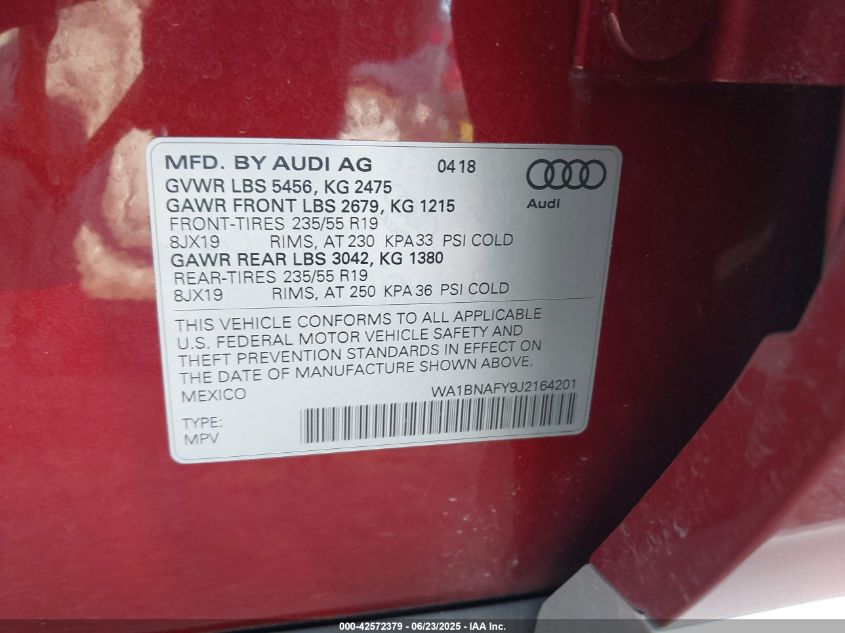 MFD. BY AUDI AG 0418
GVWR LBS 5456, KG 2475
GAWR FRONT LBS 2679, KG 1215
FRONT-TIRES 235/55 R19
8JX19 RIMS, AT 230 KPA 33 PSI COLD
GAWR REAR LBS 3042, KG 1380
REAR-TIRES 235/55 R19
8JX19 RIMS, AT 250 KPA 36 PSI COLD
Audi
THIS VEHICLE CONFORMS TO ALL APPLICABLE
U.S. FEDERAL MOTOR VEHICLE SAFETY AND
THEFT PREVENTION STANDARDS IN EFFECT ON
THE DATE OF MANUFACTURE SHOWN ABOVE.
MEXICO WA1BNAFY9J2164201
TYPE:
MPV
000-42572379 - 06/23/2025 - IAA Inc.